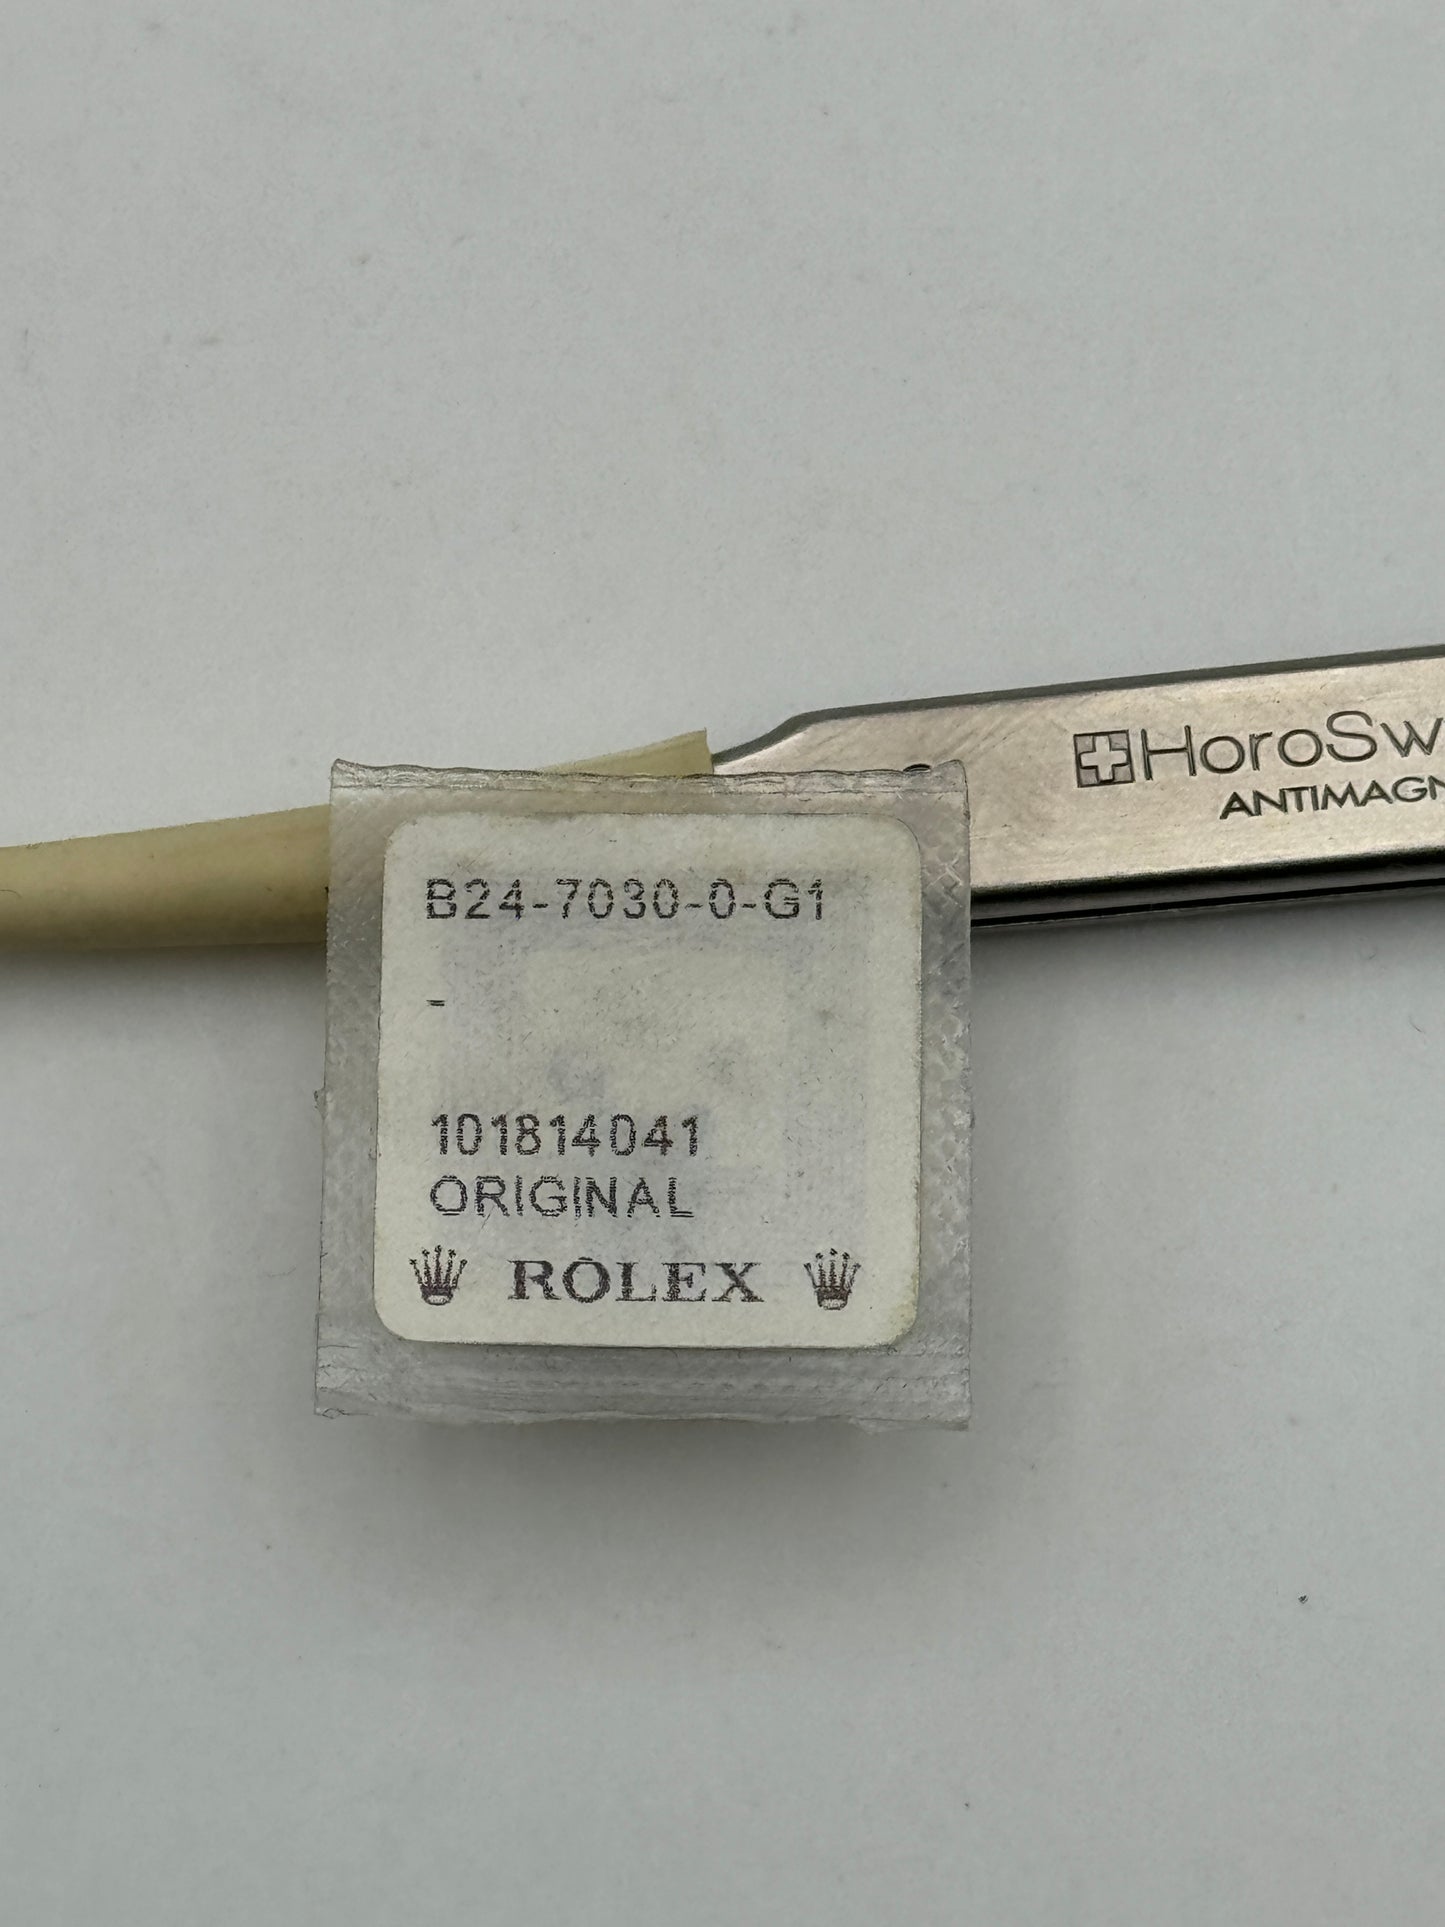 HoroSw
ANTIMAGN
B24-7030-0-G1
-
101814041
ORIGINAL
ROLEX